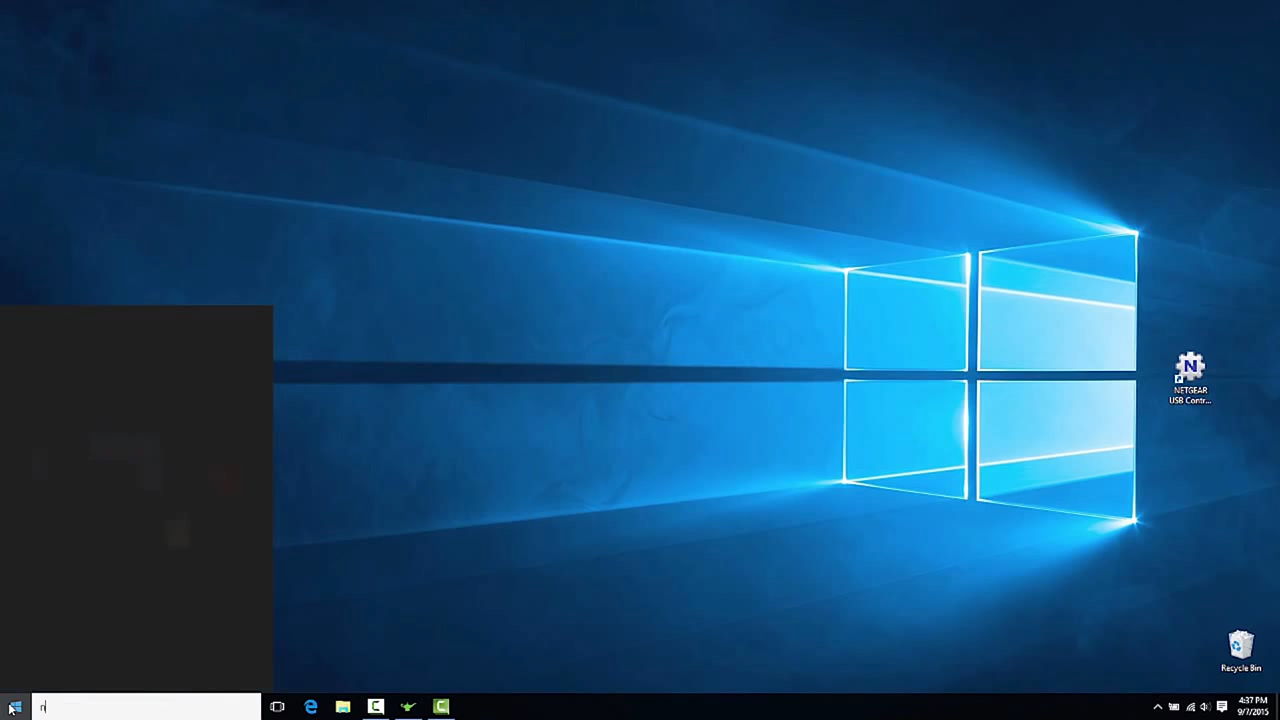 N
NETGEAR
USB Contr...
Recycle Bin
n
e
C
C
4:37 PM
9/7/2015